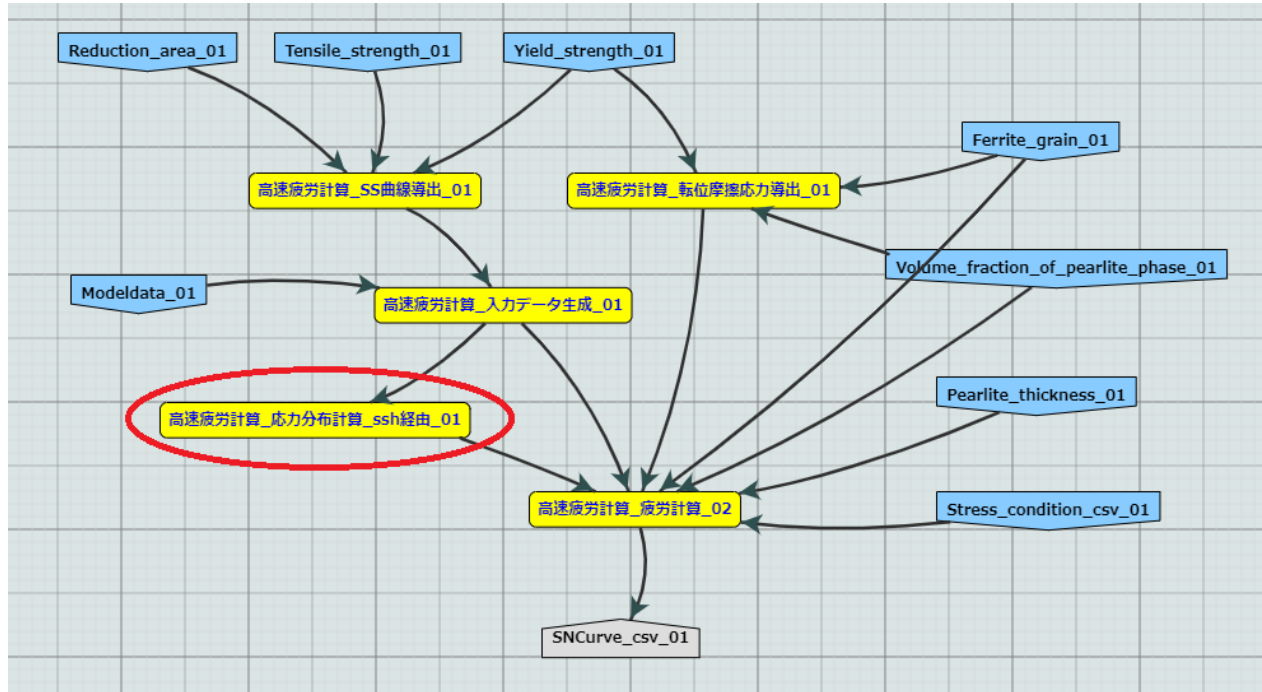 Reduction_area_01
Tensile_strength_01
Yield_strength_01
Ferrite_grain_01
高速疲労計算_SS曲線導出_01
高速疲労計算_転位摩擦応力導出_01
Volume_fraction_of_pearlite_phase_01
Modeldata_01
高速疲労計算_入力データ生成_01
Pearlite_thickness_01
高速疲労計算_応力分布計算_ssh経由_01
高速疲労計算_疲労計算_02
Stress_condition_csv_01
SNCurve_csv_01